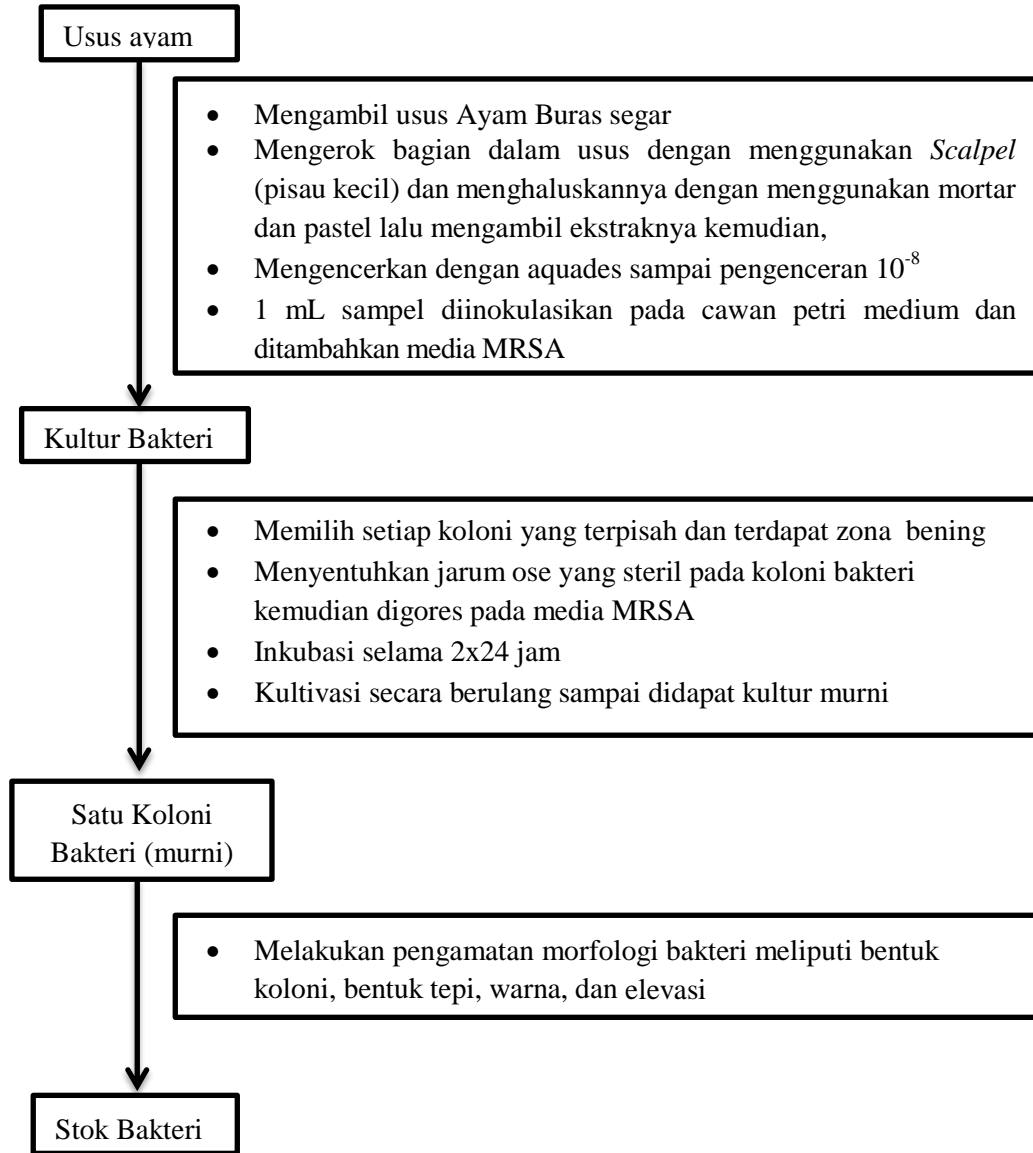 Usus ayam
• Mengambil usus Ayam Buras segar
• Mengerok bagian dalam usus dengan menggunakan Scalpel
(pisau kecil) dan menghaluskannya dengan menggunakan mortar
dan pastel lalu mengambil ekstraknya kemudian,
• Mengencerkan dengan aquades sampai pengenceran 10⁻⁸
• 1 mL sampel diinokulasikan pada cawan petri medium dan
ditambahkan media MRSA
Kultur Bakteri
• Memilih setiap koloni yang terpisah dan terdapat zona bening
• Menyentuhkan jarum ose yang steril pada koloni bakteri
kemudian digores pada media MRSA
• Inkubasi selama 2x24 jam
• Kultivasi secara berulang sampai didapat kultur murni
Satu Koloni
Bakteri (murni)
• Melakukan pengamatan morfologi bakteri meliputi bentuk
koloni, bentuk tepi, warna, dan elevasi
Stok Bakteri